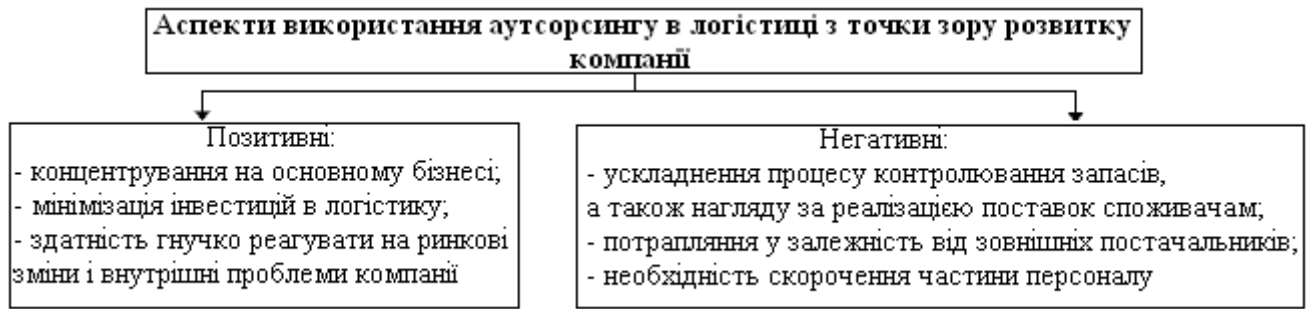 Аспекти використання аутсорсингу в логістиці з точки зору розвитку
компанії
Позитивні:
- концентрування на основному бізнесі;
- мінімізація інвестицій в логістику;
- здатність гнучко реагувати на ринкові
зміни і внутрішні проблеми компанії
Негативні:
- ускладнення процесу контролювання запасів,
а також нагляду за реалізацією поставок споживачам;
- потрапляння у залежність від зовнішніх постачальників;
- необхідність скорочення частини персоналу